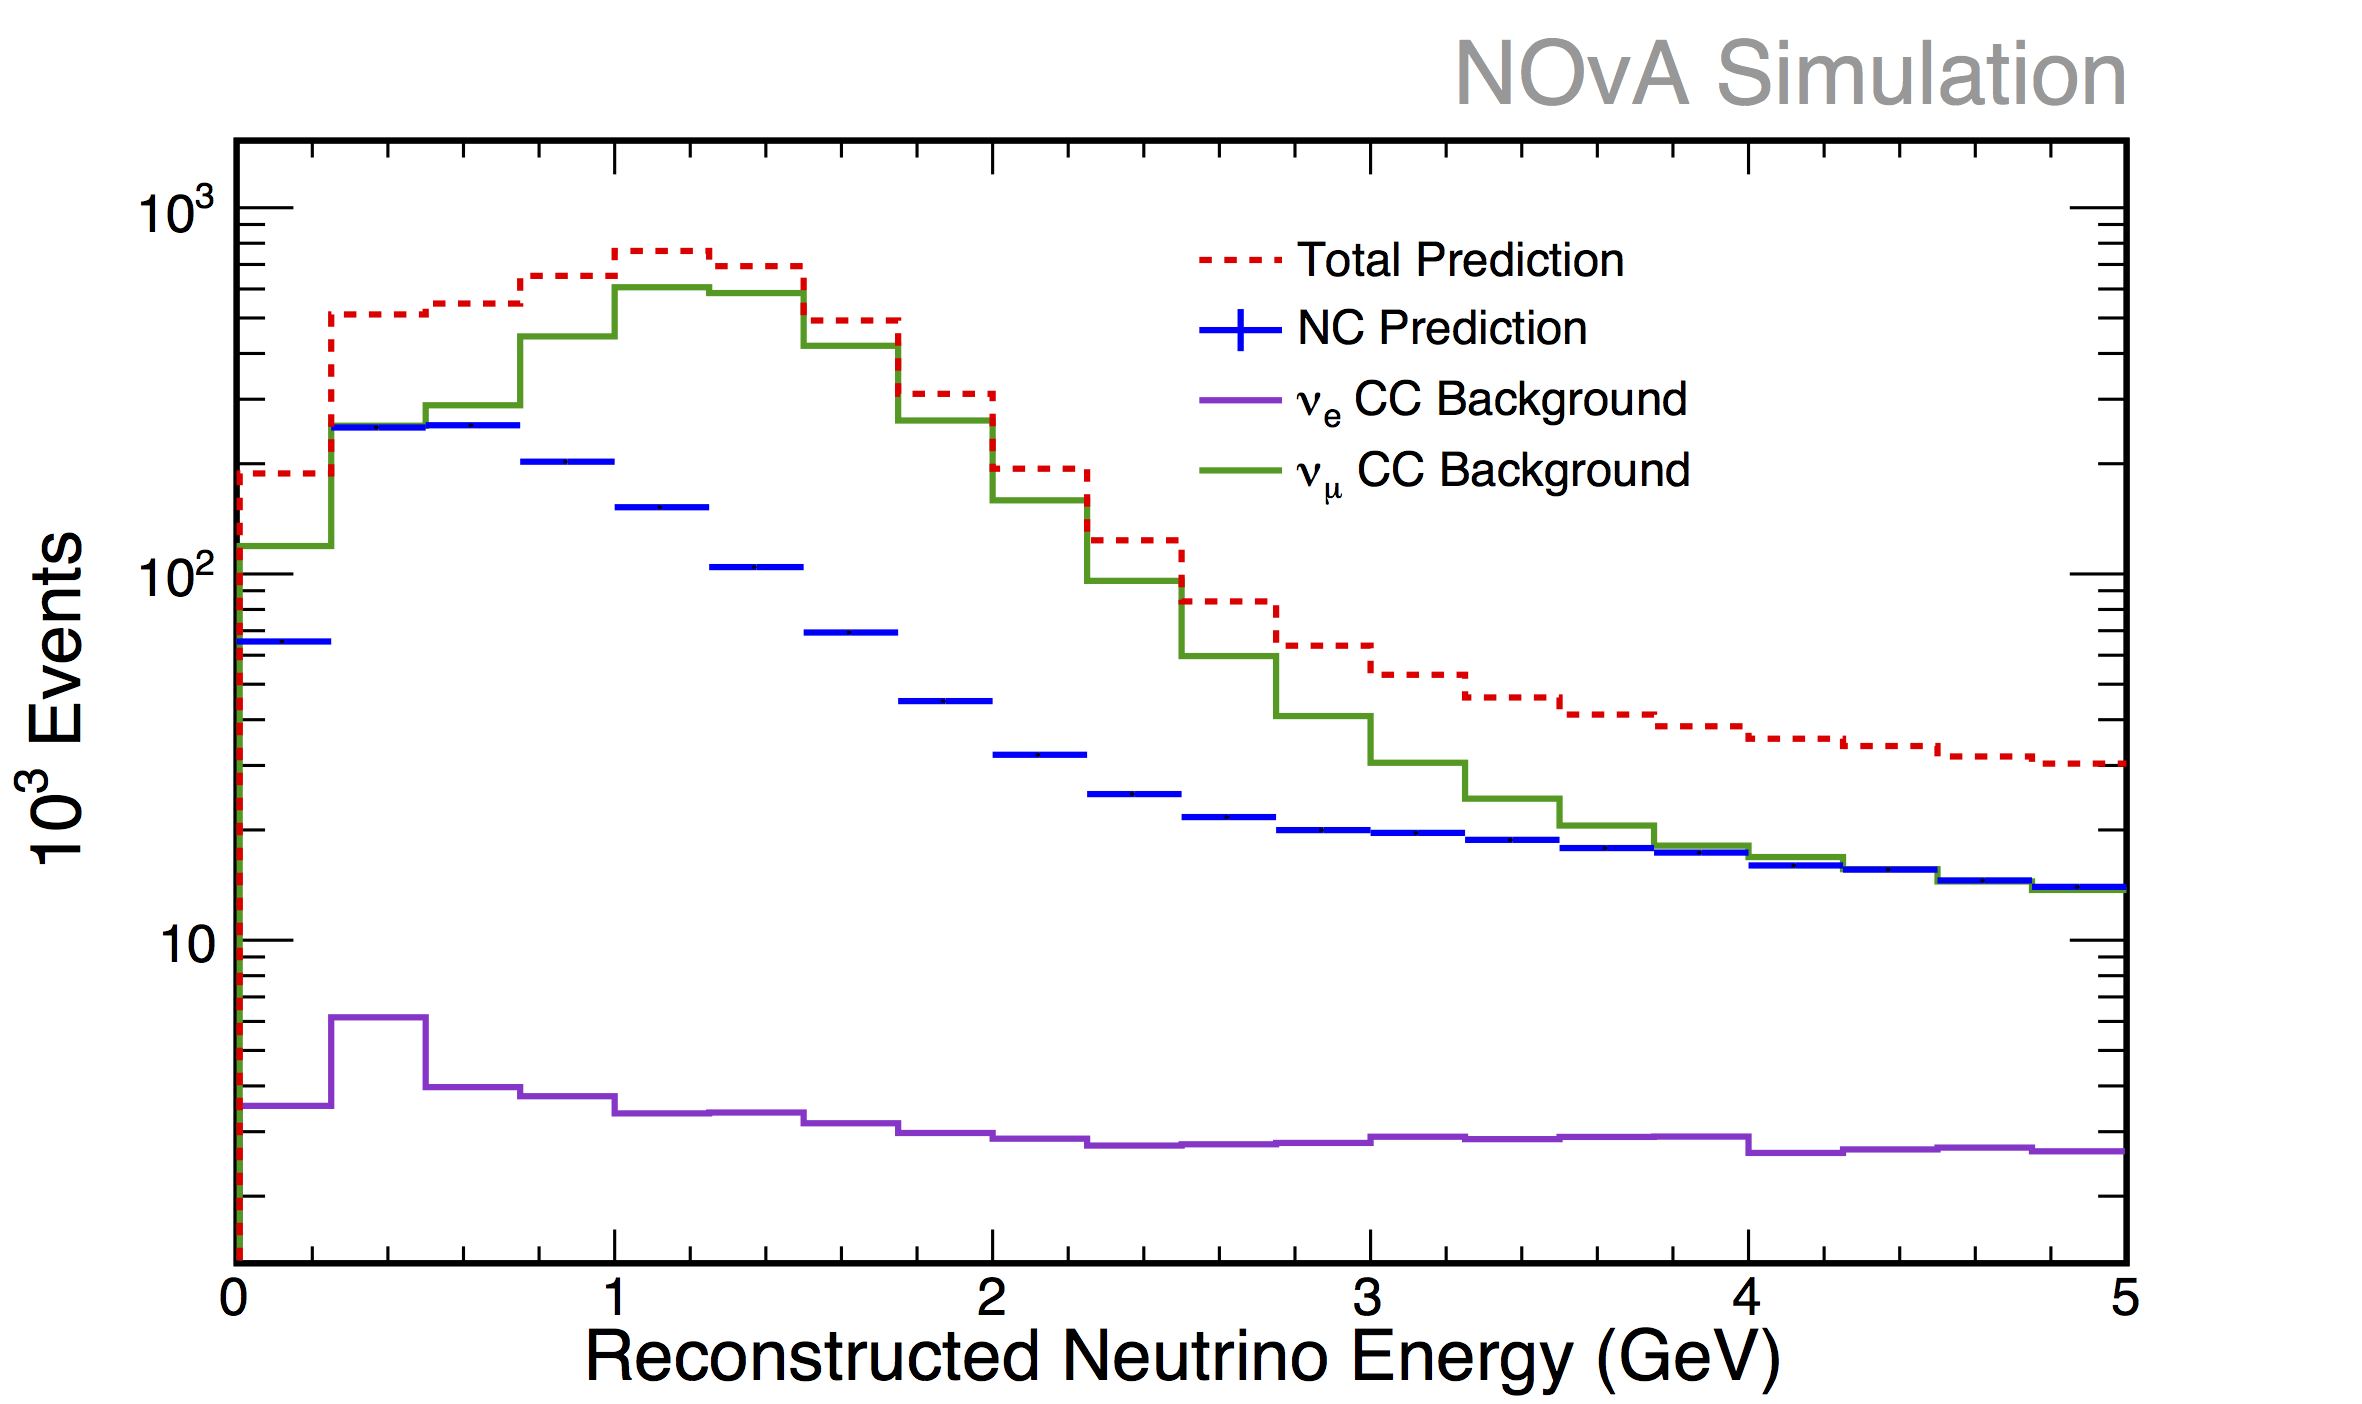 NOvA Simulation
10³
10²
10
10³ Events
Total Prediction
NC Prediction
νe CC Background
νμ CC Background
0 1 2 3 4 5
Reconstructed Neutrino Energy (GeV)